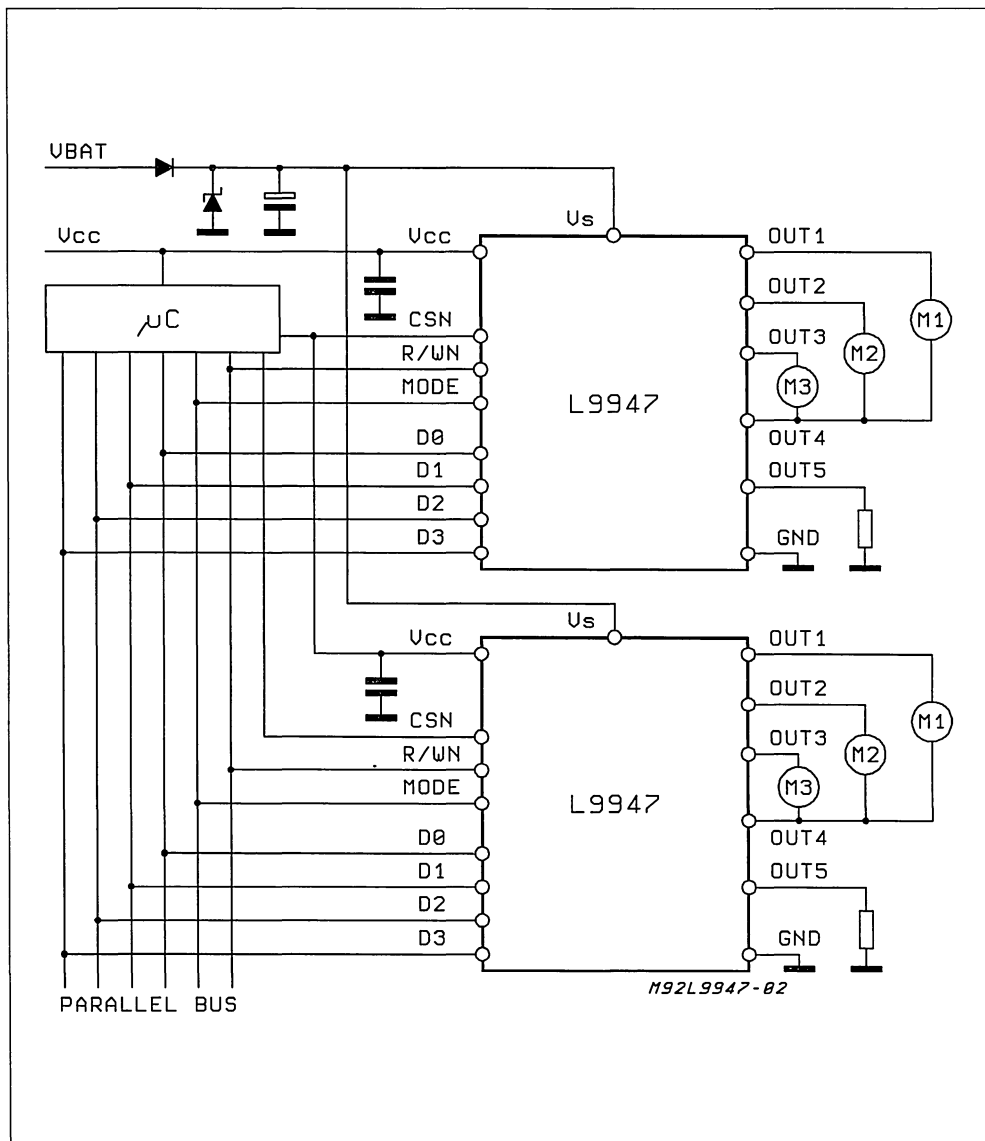 VBAT
Vs
Vcc
Vcc
OUT1
µC
OUT2
CSN
M1
OUT3
R/WN
M2
MODE
M3
L9947
D0
OUT4
D1
OUT5
D2
GND
D3
Vs
Vcc
OUT1
OUT2
CSN
M1
OUT3
R/WN
M2
MODE
M3
L9947
D0
OUT4
D1
OUT5
D2
D3
GND
M92L9947-02
PARALLEL BUS